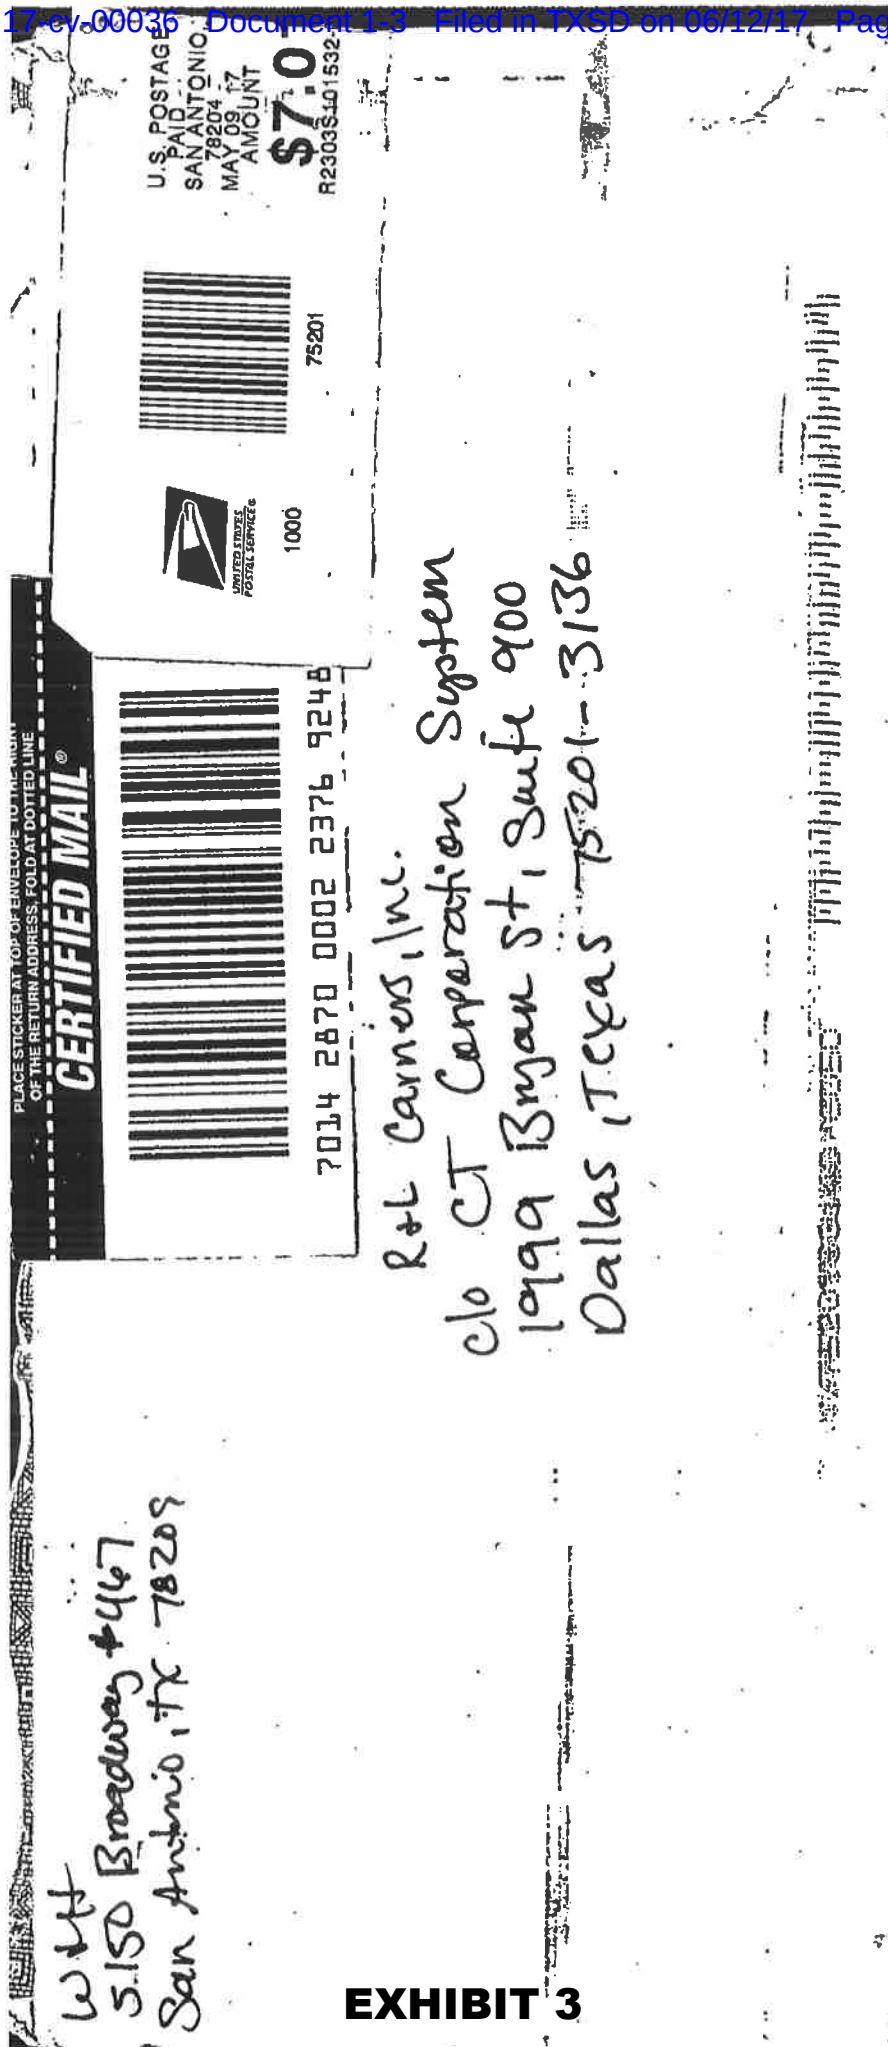 17-cv-00036 Document 1-3 Filed in TXSD on 06/12/17 Pag
W&H
5150 Broadway #467
San Antonio, TX 78209
PLACE STICKER AT TOP OF ENVELOPE TO THE RIGHT
OF THE RETURN ADDRESS, FOLD AT DOTTED LINE
CERTIFIED MAIL®
7014 2870 0002 2376 9248
UNITED STATES
POSTAL SERVICE®
1000
75201
U.S. POSTAGE
PAID
SAN ANTONIO,
78204
MAY 09, 17
AMOUNT
$7.0
R2303S101532-
R+L Carriers, Inc.
c/o CT Corporation System
1999 Bryan St, Suite 900
Dallas, Texas 75201-3136
EXHIBIT 3